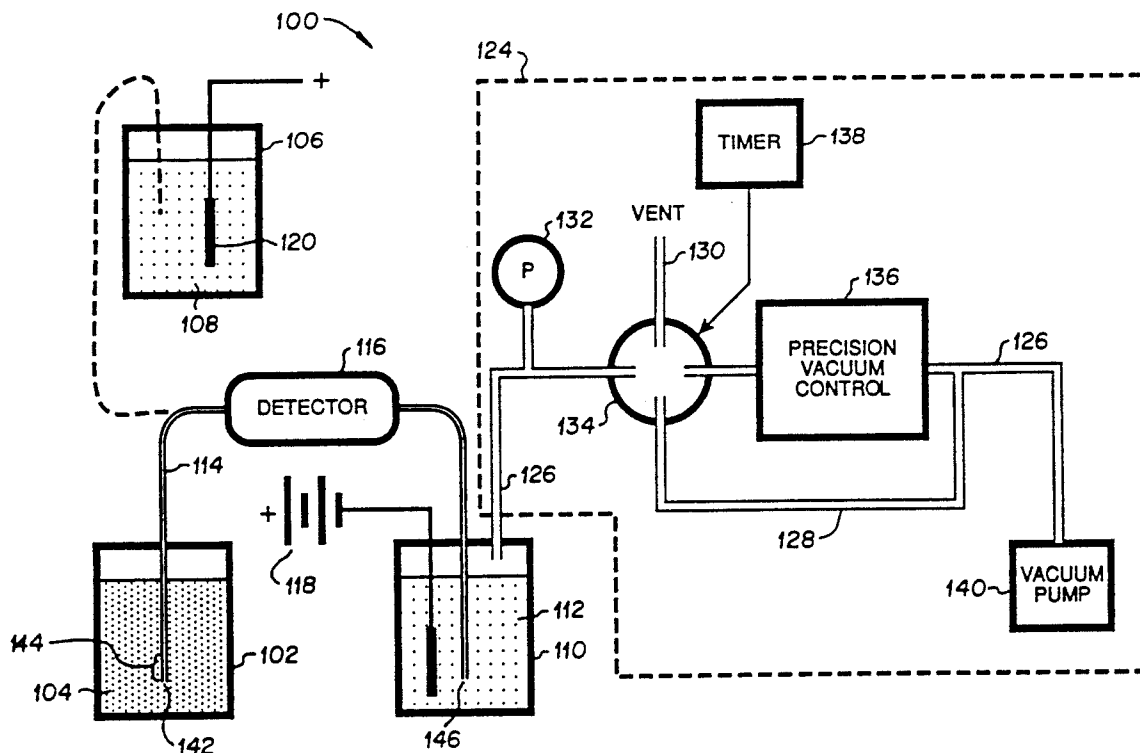 100
124
+
106
TIMER
138
132
VENT
120
P
130
136
108
116
PRECISION
VACUUM
CONTROL
126
DETECTOR
134
114
126
+
128
118
112
VACUUM
PUMP
140
144
102
110
104
142
146